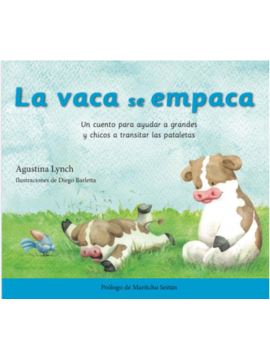 La vaca se empaca
Un cuento para ayudar a grandes
y chicos a transitar las pataletas
Agustina Lynch
Ilustraciones de Diego Barletta
Prólogo de Maritchu Seitún